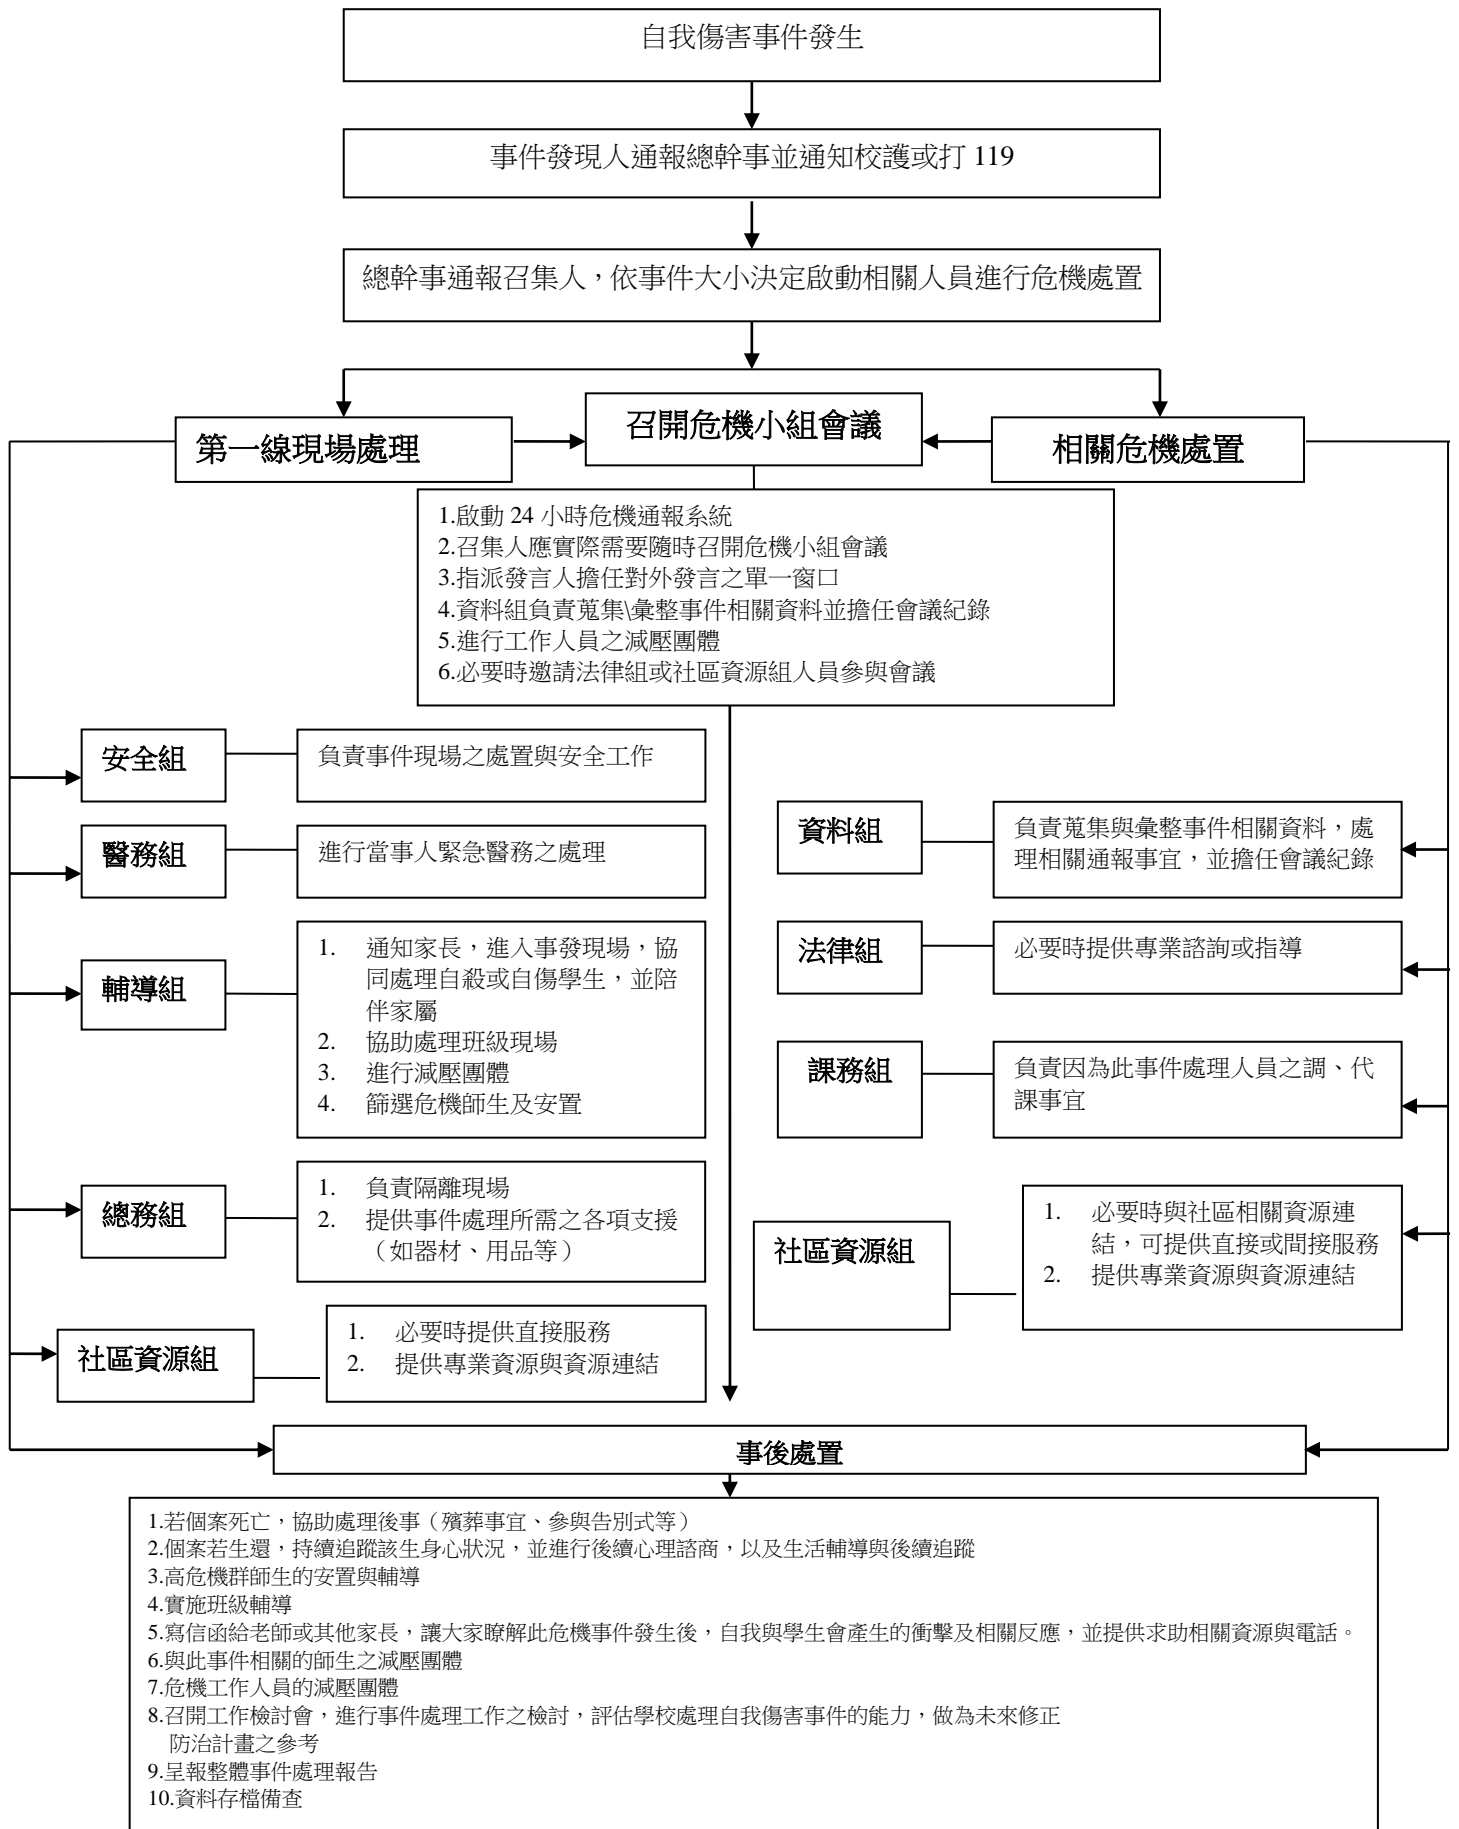 自我傷害事件發生
事件發現人通報總幹事並通知校護或打 119
總幹事通報召集人，依事件大小決定啟動相關人員進行危機處置
第一線現場處理
召開危機小組會議
相關危機處置
1.啟動 24 小時危機通報系統
2.召集人應實際需要隨時召開危機小組會議
3.指派發言人擔任對外發言之單一窗口
4.資料組負責蒐集\彙整事件相關資料並擔任會議紀錄
5.進行工作人員之減壓團體
6.必要時邀請法律組或社區資源組人員參與會議
安全組
負責事件現場之處置與安全工作
醫務組
進行當事人緊急醫務之處理
輔導組
1. 通知家長，進入事發現場，協
同處理自殺或自傷學生，並陪
伴家屬
2. 協助處理班級現場
3. 進行減壓團體
4. 篩選危機師生及安置
總務組
1. 負責隔離現場
2. 提供事件處理所需之各項支援
（如器材、用品等）
社區資源組
1. 必要時提供直接服務
2. 提供專業資源與資源連結
資料組
負責蒐集與彙整事件相關資料，處
理相關通報事宜，並擔任會議紀錄
法律組
必要時提供專業諮詢或指導
課務組
負責因為此事件處理人員之調、代
課事宜
社區資源組
1. 必要時與社區相關資源連
結，可提供直接或間接服務
2. 提供專業資源與資源連結
事後處置
1.若個案死亡，協助處理後事（殯葬事宜、參與告別式等）
2.個案若生還，持續追蹤該生身心狀況，並進行後續心理諮商，以及生活輔導與後續追蹤
3.高危機群師生的安置與輔導
4.實施班級輔導
5.寫信函給老師或其他家長，讓大家瞭解此危機事件發生後，自我與學生會產生的衝擊及相關反應，並提供求助相關資源與電話。
6.與此事件相關的師生之減壓團體
7.危機工作人員的減壓團體
8.召開工作檢討會，進行事件處理工作之檢討，評估學校處理自我傷害事件的能力，做為未來修正
防治計畫之參考
9.呈報整體事件處理報告
10.資料存檔備查